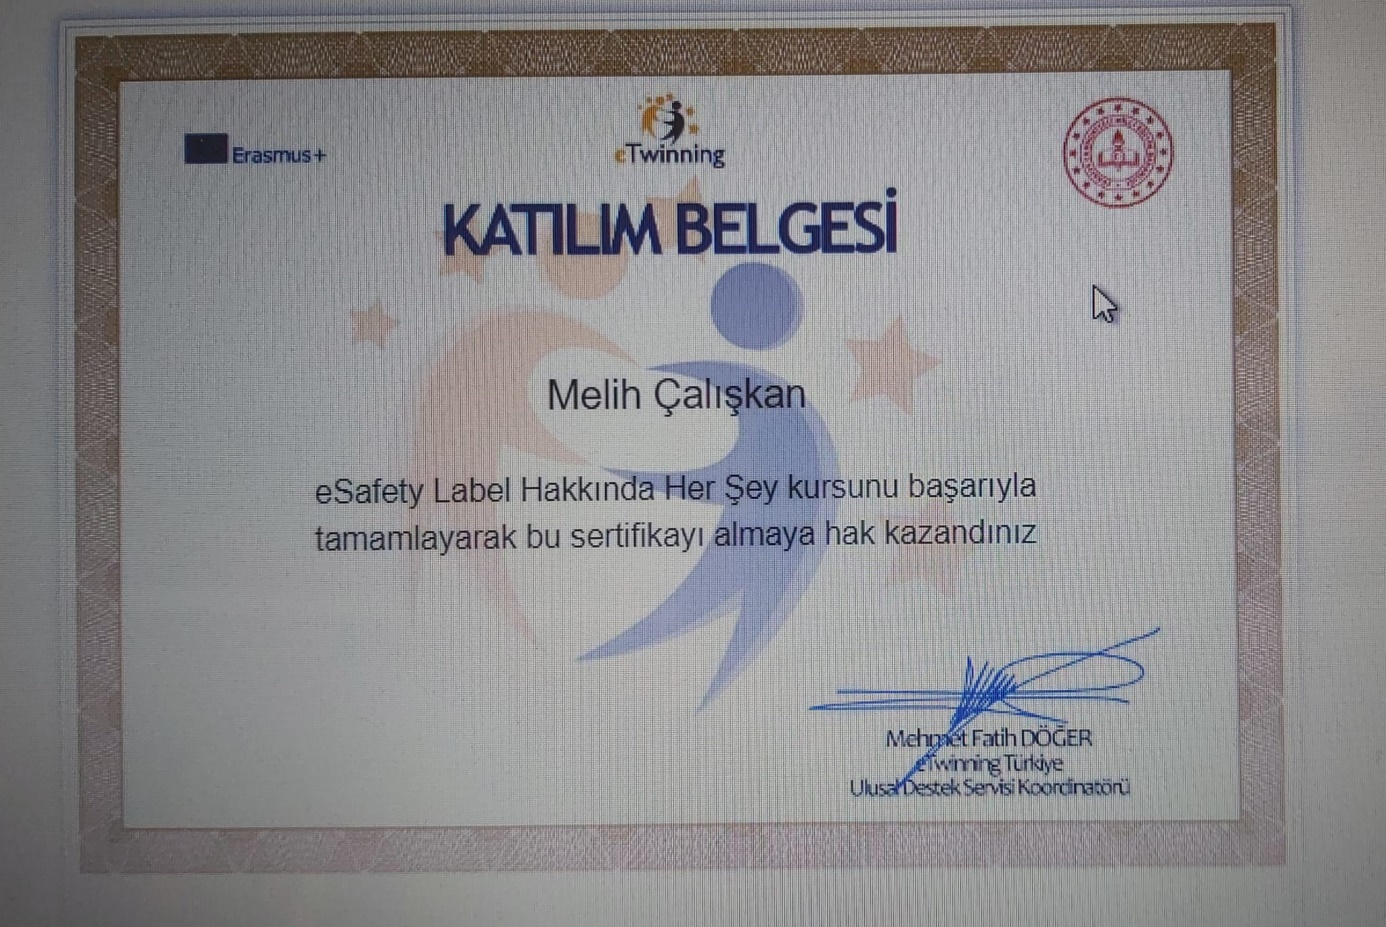 Erasmus+
eTwinning
KATILIM BELGESİ
Melih Çalışkan
eSafety Label Hakkında Her Şey kursunu başarıyla
tamamlayarak bu sertifikayı almaya hak kazandınız
Mehmet Fatih DÖĞER
eTwinning Türkiye
Ulusal Destek Servisi Koordinatörü